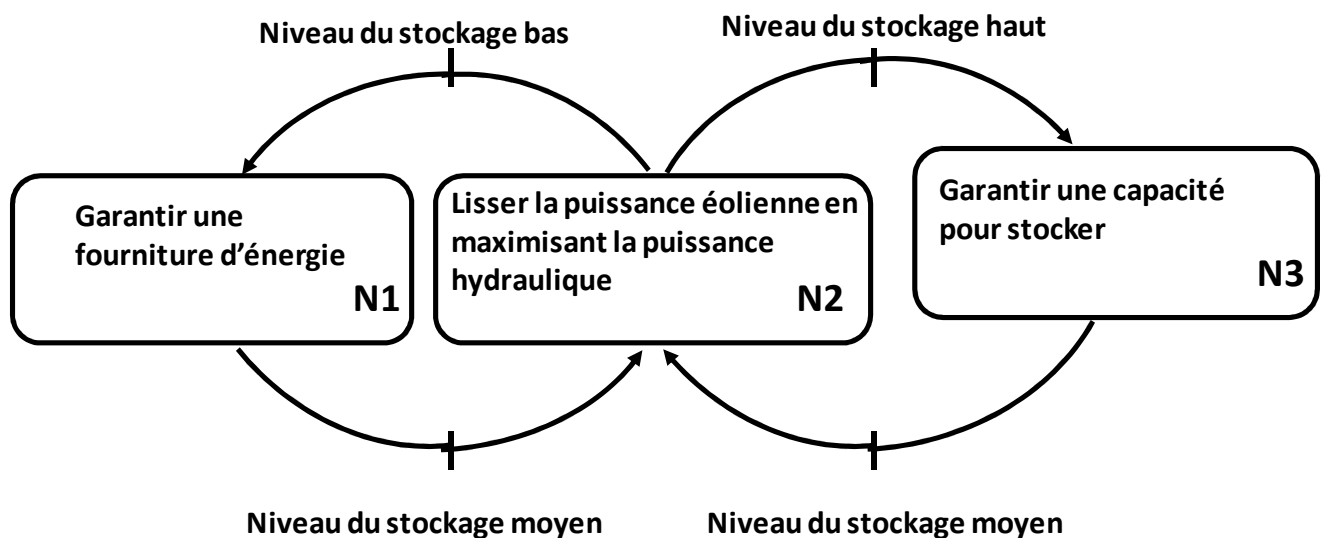 Niveau du stockage bas
Niveau du stockage haut
Garantir une
fourniture d’énergie
N1
Lisser la puissance éolienne en
maximisant la puissance
hydraulique
N2
Garantir une capacité
pour stocker
N3
Niveau du stockage moyen
Niveau du stockage moyen